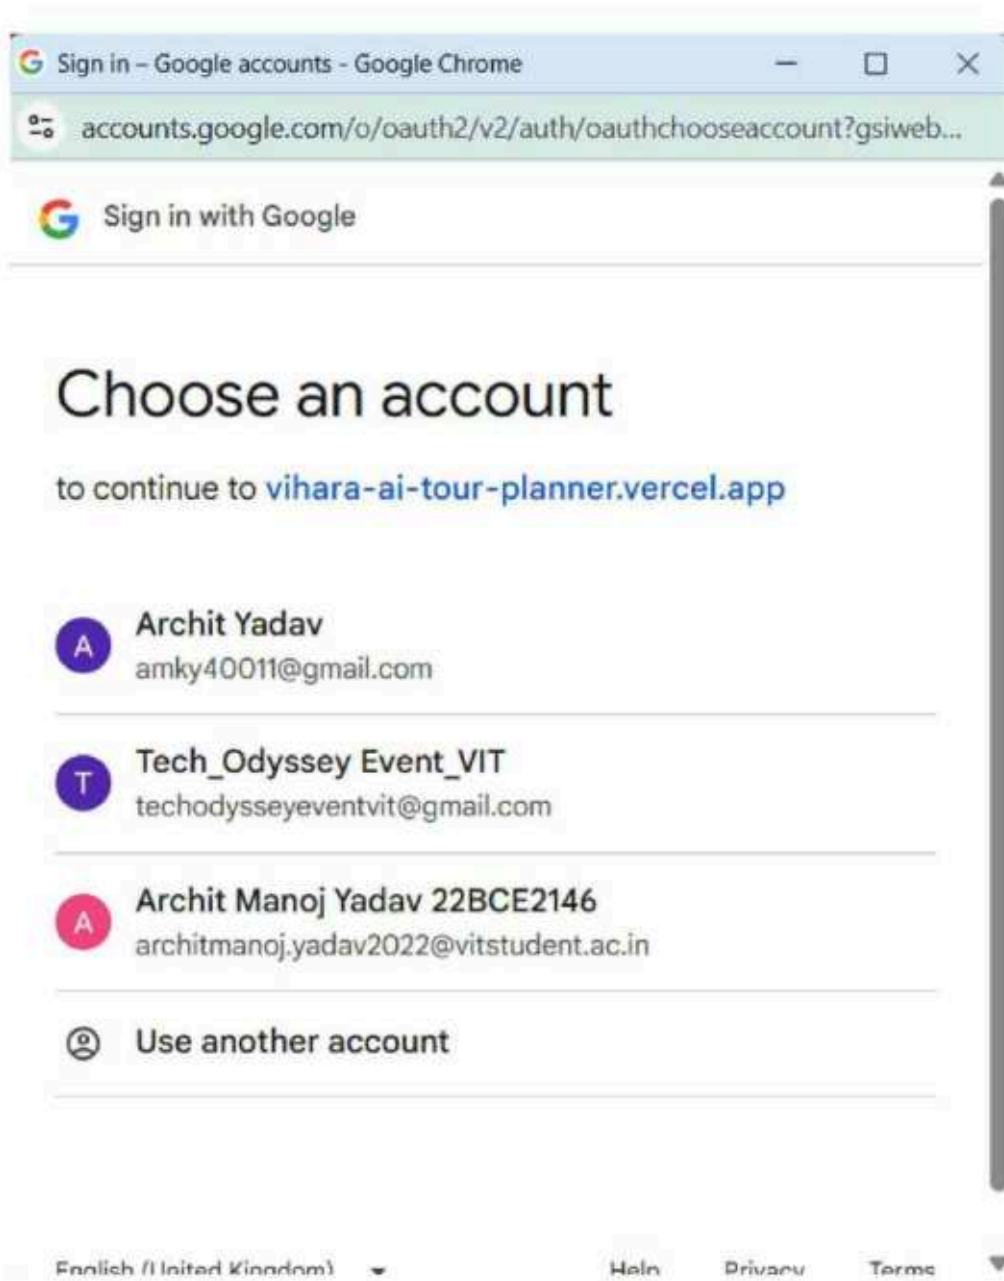 Sign in – Google accounts - Google Chrome
accounts.google.com/o/oauth2/v2/auth/oauthchooseaccount?gsiweb...
Sign in with Google
Choose an account
to continue to vihara-ai-tour-planner.vercel.app
A
Archit Yadav
amky40011@gmail.com
T
Tech_Odyssey Event_VIT
techodysseyeventvit@gmail.com
A
Archit Manoj Yadav 22BCE2146
architmanoj.yadav2022@vitstudent.ac.in
Use another account
English (United Kingdom) Help Privacy Terms